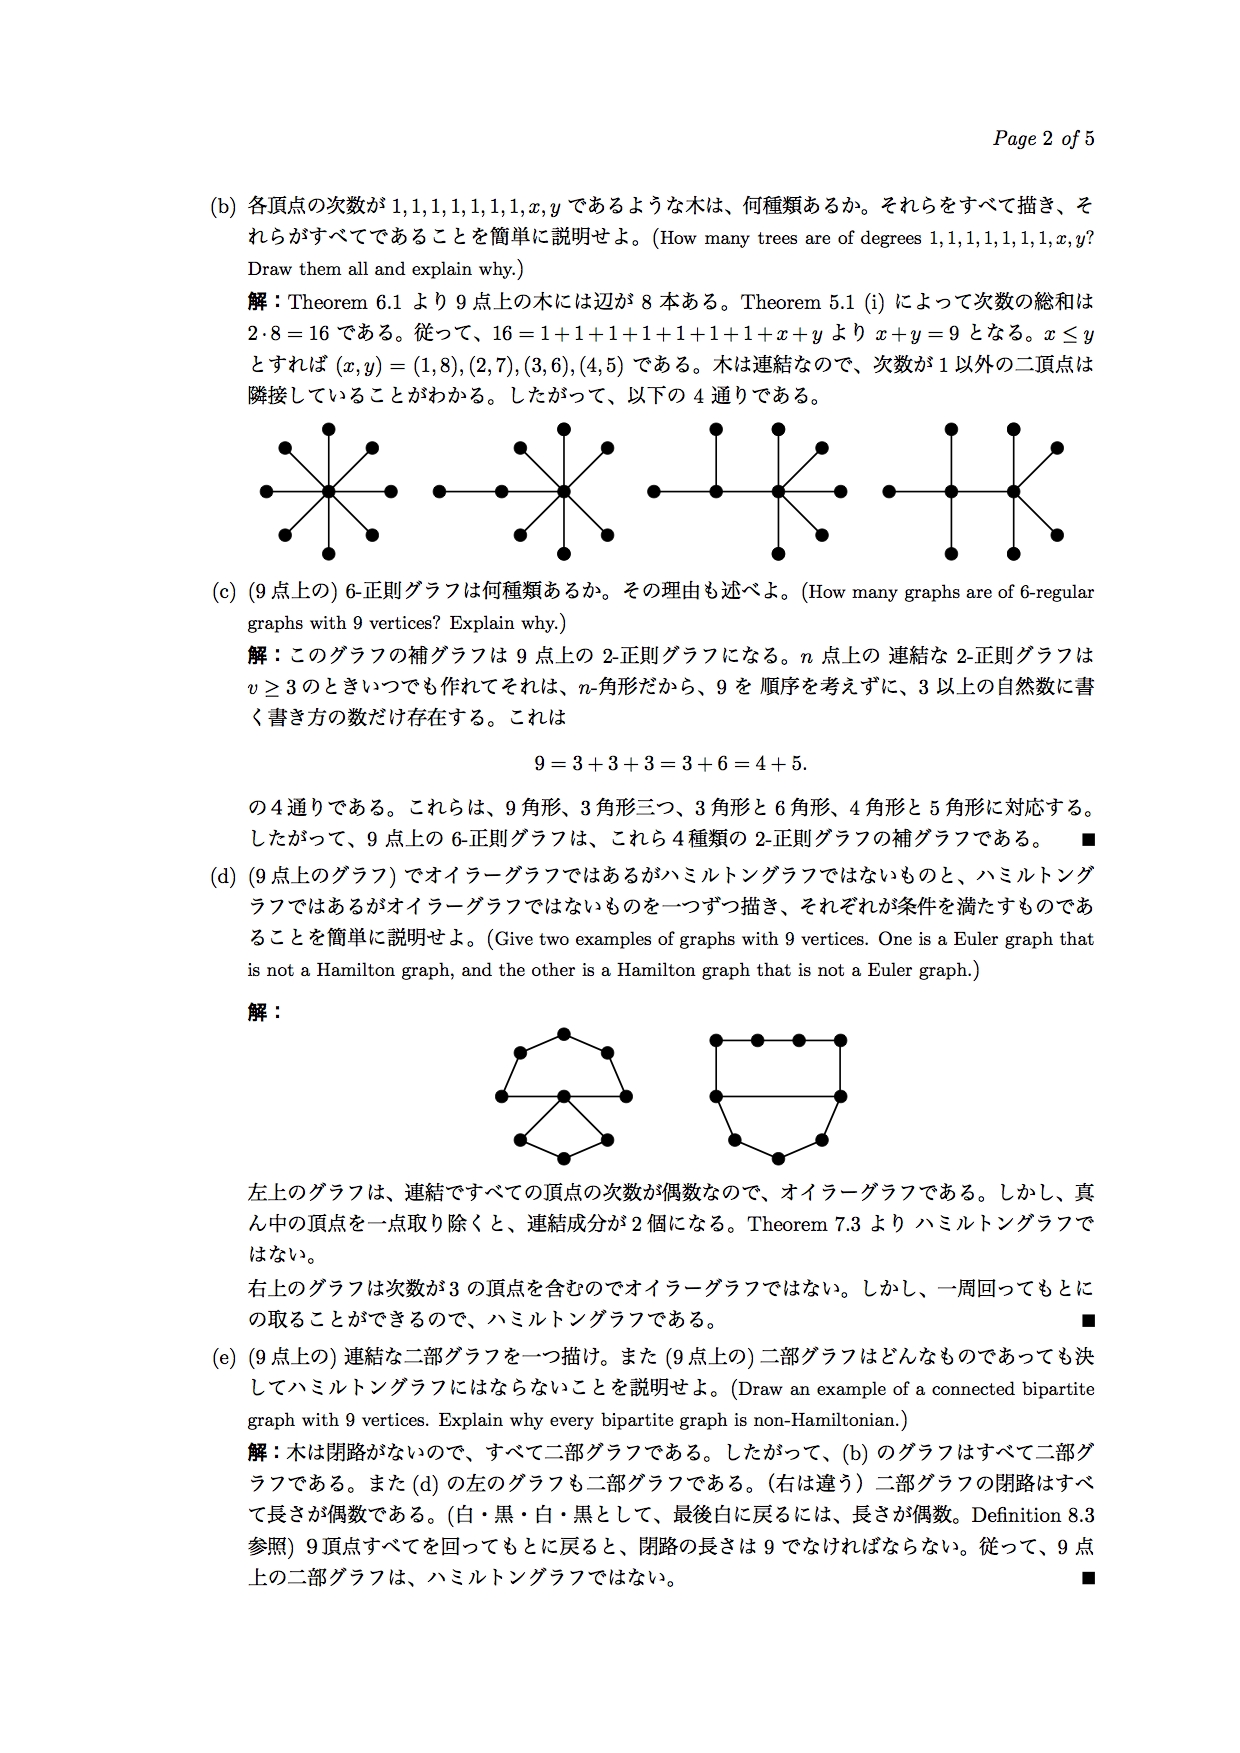 Page 2 of 5
(b) 各頂点の次数が 1, 1, 1, 1, 1, 1, 1, x, y であるような木は、何種類あるか。それらをすべて描き、そ
れらがすべてであることを簡単に説明せよ。(How many trees are of degrees 1, 1, 1, 1, 1, 1, 1, x, y?
Draw them all and explain why.)
解：Theorem 6.1 より 9 点上の木には辺が 8 本ある。Theorem 5.1 (i) によって次数の総和は
2 · 8 = 16 である。従って、16 = 1 + 1 + 1 + 1 + 1 + 1 + 1 + x + y より x + y = 9 となる。x ≤ y
とすれば (x, y) = (1, 8), (2, 7), (3, 6), (4, 5) である。木は連結なので、次数が 1 以外の二頂点は
隣接していることがわかる。したがって、以下の 4 通りである。
(c) (9 点上の) 6-正則グラフは何種類あるか。その理由も述べよ。(How many graphs are of 6-regular
graphs with 9 vertices? Explain why.)
解：このグラフの補グラフは 9 点上の 2-正則グラフになる。n 点上の 連結な 2-正則グラフは
v ≥ 3 のときいつでも作れてそれは、n-角形だから、9 を 順序を考えずに、3 以上の自然数に書
く書き方の数だけ存在する。これは
9 = 3 + 3 + 3 = 3 + 6 = 4 + 5.
の 4 通りである。これらは、9 角形、3 角形三つ、3 角形と 6 角形、4 角形と 5 角形に対応する。
したがって、9 点上の 6-正則グラフは、これら 4 種類の 2-正則グラフの補グラフである。 ■
(d) (9 点上のグラフ) でオイラーグラフではあるがハミルトングラフではないものと、ハミルトング
ラフではあるがオイラーグラフではないものを一つずつ描き、それぞれが条件を満たすものであ
ることを簡単に説明せよ。(Give two examples of graphs with 9 vertices. One is a Euler graph that
is not a Hamilton graph, and the other is a Hamilton graph that is not a Euler graph.)
解：
左上のグラフは、連結ですべての頂点の次数が偶数なので、オイラーグラフである。しかし、真
ん中の頂点を一点取り除くと、連結成分が 2 個になる。Theorem 7.3 より ハミルトングラフで
はない。
右上のグラフは次数が 3 の頂点を含むのでオイラーグラフではない。しかし、一周回ってもとに
の取ることができるので、ハミルトングラフである。 ■
(e) (9 点上の) 連結な二部グラフを一つ描け。また (9 点上の) 二部グラフはどんなものであっても決
してハミルトングラフにはならないことを説明せよ。(Draw an example of a connected bipartite
graph with 9 vertices. Explain why every bipartite graph is non-Hamiltonian.)
解：木は閉路がないので、すべて二部グラフである。したがって、(b) のグラフはすべて二部グ
ラフである。また (d) の左のグラフも二部グラフである。（右は違う）二部グラフの閉路はすべ
て長さが偶数である。(白・黒・白・黒として、最後白に戻るには、長さが偶数。Definition 8.3
参照) 9 頂点すべてを回ってもとに戻ると、閉路の長さは 9 でなければならない。従って、9 点
上の二部グラフは、ハミルトングラフではない。 ■